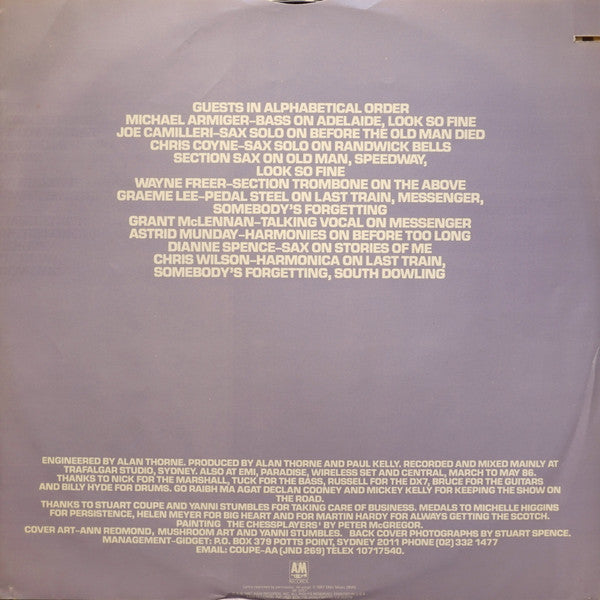 GUESTS IN ALPHABETICAL ORDER
MICHAEL ARMIGER–BASS ON ADELAIDE, LOOK SO FINE
JOE CAMILLERI–SAX SOLO ON BEFORE THE OLD MAN DIED
CHRIS COYNE–SAX SOLO ON RANDWICK BELLS
SECTION SAX ON OLD MAN, SPEEDWAY,
LOOK SO FINE
WAYNE FREER–SECTION TROMBONE ON THE ABOVE
GRAEME LEE–PEDAL STEEL ON LAST TRAIN, MESSENGER,
SOMEBODY'S FORGETTING
GRANT McLENNAN–TALKING VOCAL ON MESSENGER
ASTRID MUNDAY–HARMONIES ON BEFORE TOO LONG
DIANNE SPENCE–SAX ON STORIES OF ME
CHRIS WILSON–HARMONICA ON LAST TRAIN,
SOMEBODY'S FORGETTING, SOUTH DOWLING
ENGINEERED BY ALAN THORNE. PRODUCED BY ALAN THORNE AND PAUL KELLY. RECORDED AND MIXED MAINLY AT
TRAFALGAR STUDIO, SYDNEY. ALSO AT EMI, PARADISE, WIRELESS SET AND CENTRAL, MARCH TO MAY 86.
THANKS TO NICK FOR THE MARSHALL, TUCK FOR THE BASS, RUSSELL FOR THE DX7, BRUCE FOR THE GUITARS
AND BILLY HYDE FOR DRUMS. GO RAIBH MA AGAT DECLAN COONEY AND MICKEY KELLY FOR KEEPING THE SHOW ON
THE ROAD.
THANKS TO STUART COUPE AND YANNI STUMBLES FOR TAKING CARE OF BUSINESS. MEDALS TO MICHELLE HIGGINS
FOR PERSISTENCE, HELEN MEYER FOR BIG HEART AND FOR MARTIN HARDY FOR ALWAYS GETTING THE SCOTCH.
PAINTING THE CHESSPLAYERS' BY PETER McGREGOR.
COVER ART–ANN REDMOND, MUSHROOM ART AND YANNI STUMBLES. BACK COVER PHOTOGRAPHS BY STUART SPENCE.
MANAGEMENT–GIDGET: P.O. BOX 379 POTTS POINT, SYDNEY 2011 PHONE (02) 332 1477
EMAIL: COUPE–AA (JND 269) TELEX 10717540.
A&M
RECORDS